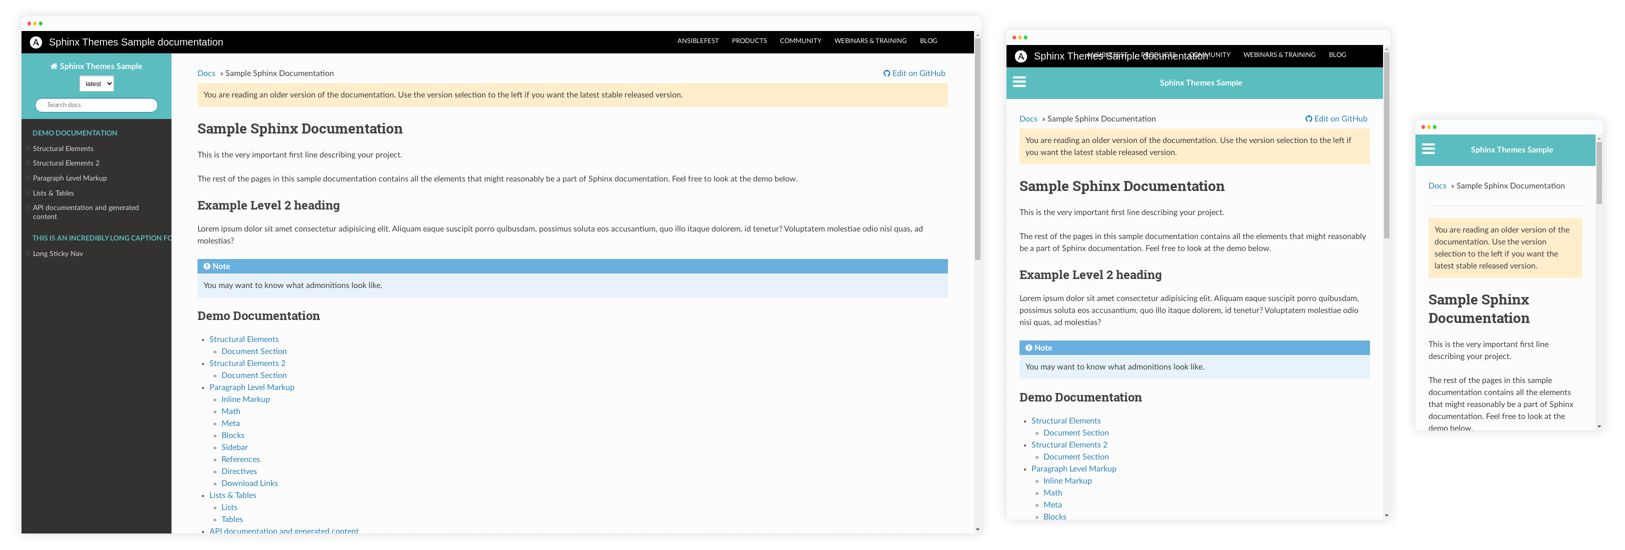 Sphinx Themes Sample documentation
ANSIBLEFEST PRODUCTS COMMUNITY WEBINARS & TRAINING BLOG
Sphinx Themes Sample
latest
Search docs
DEMO DOCUMENTATION
Structural Elements
Structural Elements 2
Paragraph Level Markup
Lists & Tables
API documentation and generated
content
THIS IS AN INCREDIBLY LONG CAPTION FO
Long Sticky Nav
Docs » Sample Sphinx Documentation
Edit on GitHub
You are reading an older version of the documentation. Use the version selection to the left if you want the latest stable released version.
Sample Sphinx Documentation
This is the very important first line describing your project.
The rest of the pages in this sample documentation contains all the elements that might reasonably be a part of Sphinx documentation. Feel free to look at the demo below.
Example Level 2 heading
Lorem ipsum dolor sit amet consectetur adipisicing elit. Aliquam eaque suscipit porro quibusdam, possimus soluta eos accusantium, quo illo itaque dolorem, id tenetur? Voluptatem molestiae odio nisi quas, ad
molestias?
Note
You may want to know what admonitions look like.
Demo Documentation
Structural Elements
Document Section
Structural Elements 2
Document Section
Paragraph Level Markup
Inline Markup
Math
Meta
Blocks
Sidebar
References
Directives
Download Links
Lists & Tables
Lists
Tables
API documentation and generated content
Sphinx Themes Sample documentation
ANSIBLEFEST PRODUCTS COMMUNITY WEBINARS & TRAINING BLOG
Sphinx Themes Sample
Docs » Sample Sphinx Documentation
Edit on GitHub
You are reading an older version of the documentation. Use the version selection to the left if
you want the latest stable released version.
Sample Sphinx Documentation
This is the very important first line describing your project.
The rest of the pages in this sample documentation contains all the elements that might reasonably
be a part of Sphinx documentation. Feel free to look at the demo below.
Example Level 2 heading
Lorem ipsum dolor sit amet consectetur adipisicing elit. Aliquam eaque suscipit porro quibusdam,
possimus soluta eos accusantium, quo illo itaque dolorem, id tenetur? Voluptatem molestiae odio
nisi quas, ad molestias?
Note
You may want to know what admonitions look like.
Demo Documentation
Structural Elements
Document Section
Structural Elements 2
Document Section
Paragraph Level Markup
Inline Markup
Math
Meta
Blocks
Sphinx Themes Sample
Docs » Sample Sphinx Documentation
You are reading an older version of the
documentation. Use the version
selection to the left if you want the
latest stable released version.
Sample Sphinx
Documentation
This is the very important first line
describing your project.
The rest of the pages in this sample
documentation contains all the
elements that might reasonably be a
part of Sphinx
documentation. Feel free to look at the
demo below.